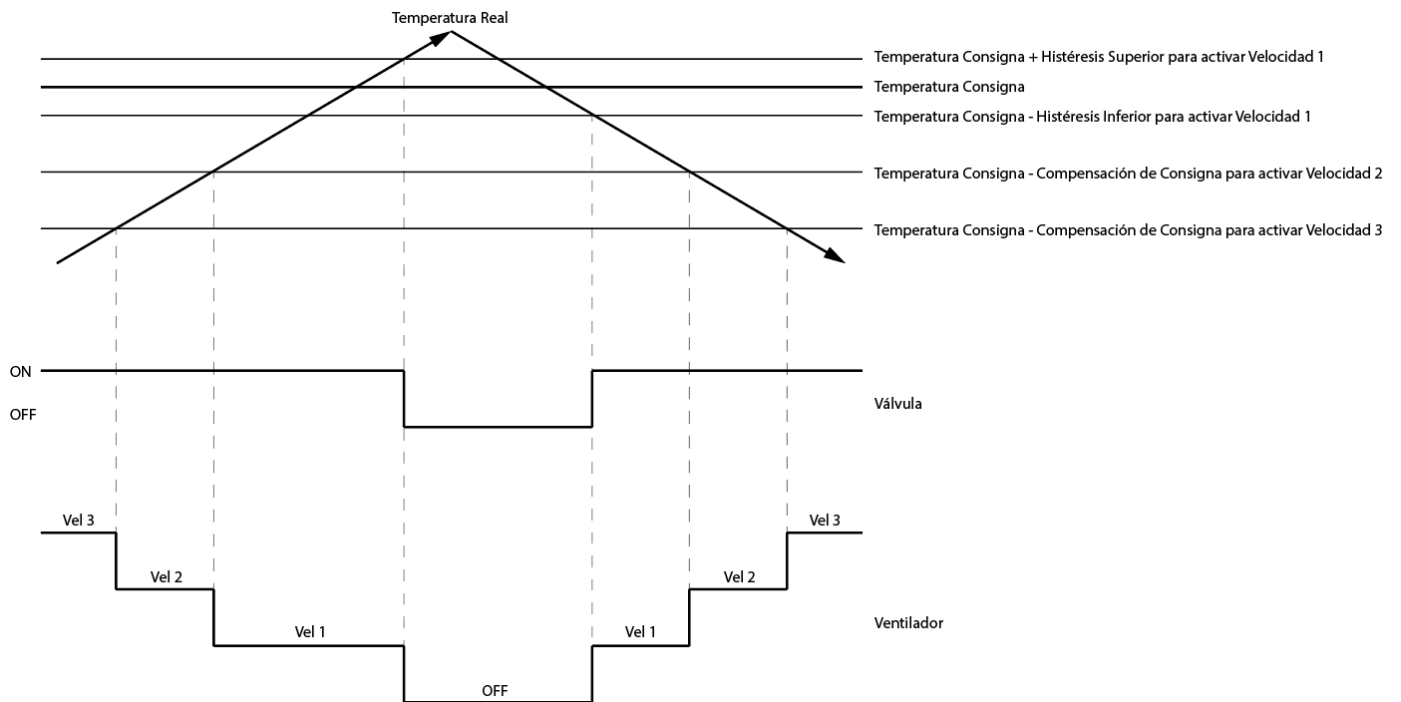 Temperatura Real
Temperatura Consigna + Histéresis Superior para activar Velocidad 1
Temperatura Consigna
Temperatura Consigna - Histéresis Inferior para activar Velocidad 1
Temperatura Consigna - Compensación de Consigna para activar Velocidad 2
Temperatura Consigna - Compensación de Consigna para activar Velocidad 3
ON
OFF
Válvula
Vel 3
Vel 3
Vel 2
Vel 2
Vel 1
Vel 1
Ventilador
OFF